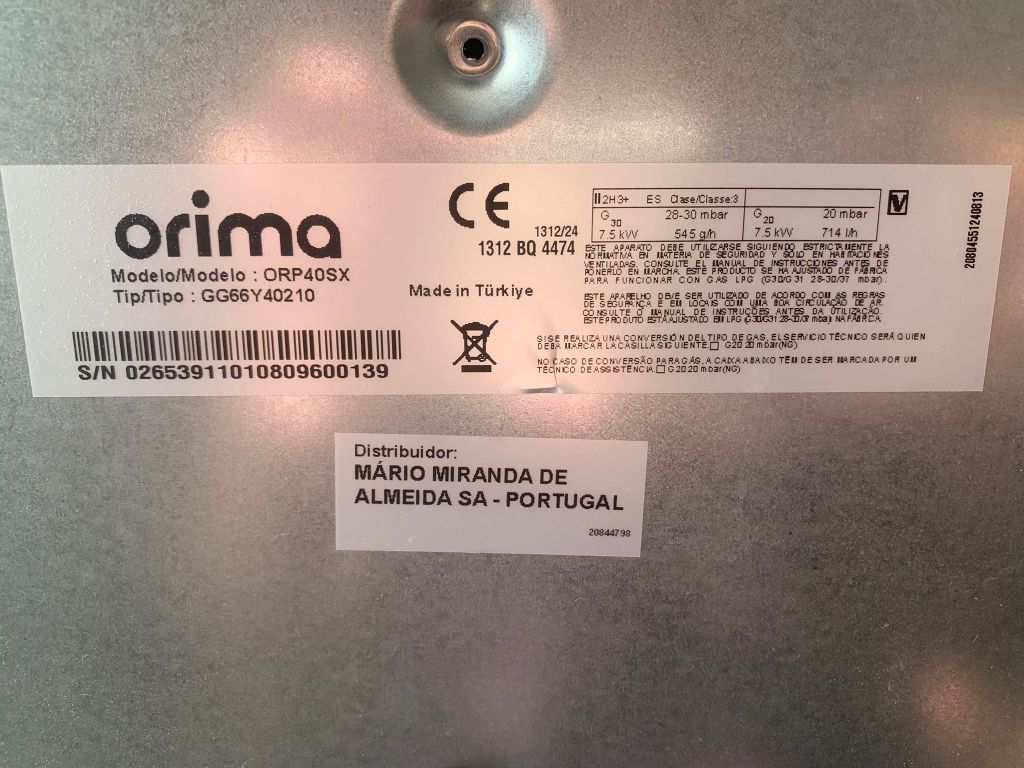 orima
Modelo/Modelo : ORP40SX
Tip/Tipo : GG66Y40210
S/N 02653911010809600139
CE
1312/24
1312 BQ 4474
Made in Türkiye
II2H3+ ES Clase/Classe:3
G30 28-30 mbar G20 20 mbar
7.5 kW 545 g/h 7.5 kW 714 l/h
V
ESTE APARATO DEBE UTILIZARSE SIGUIENDO ESTRICTAMENTE LA
NORMATIVA EN MATERIA DE SEGURIDAD Y SOLO EN HABITACIONES
VENTILADAS. CONSULTE EL MANUAL DE INSTRUCCIONES ANTES DE
PONERLO EN MARCHA. ESTE PRODUCTO SE HA AJUSTADO DE FÁBRICA
PARA FUNCIONAR CON GAS LPG (G30/G31 28-30/37 mbar).
ESTE APARELHO DEVE SER UTILIZADO DE ACORDO COM AS REGRAS
DE SEGURANÇA E EM LOCAIS COM UMA BOA CIRCULAÇÃO DE AR.
CONSULTE O MANUAL DE INSTRUÇÕES ANTES DA UTILIZAÇÃO.
ESTE PRODUTO ESTÁ AJUSTADO EM LPG (G30/G31 28-30/37 mbar) NA FÁBRICA.
SI SE REALIZA UNA CONVERSIÓN DEL TIPO DE GAS, EL SERVICIO TÉCNICO SERÁ QUIEN
DEBA MARCAR LA CASILLA SIGUIENTE.□ G20 20 mbar(NG)
NO CASO DE CONVERSÃO PARA GÁS, A CAIXA ABAIXO TEM DE SER MARCADA POR UM
TÉCNICO DE ASSISTÊNCIA.□ G20 20 mbar(NG)
20804551240813
Distribuidor:
MÁRIO MIRANDA DE
ALMEIDA SA - PORTUGAL
20844798